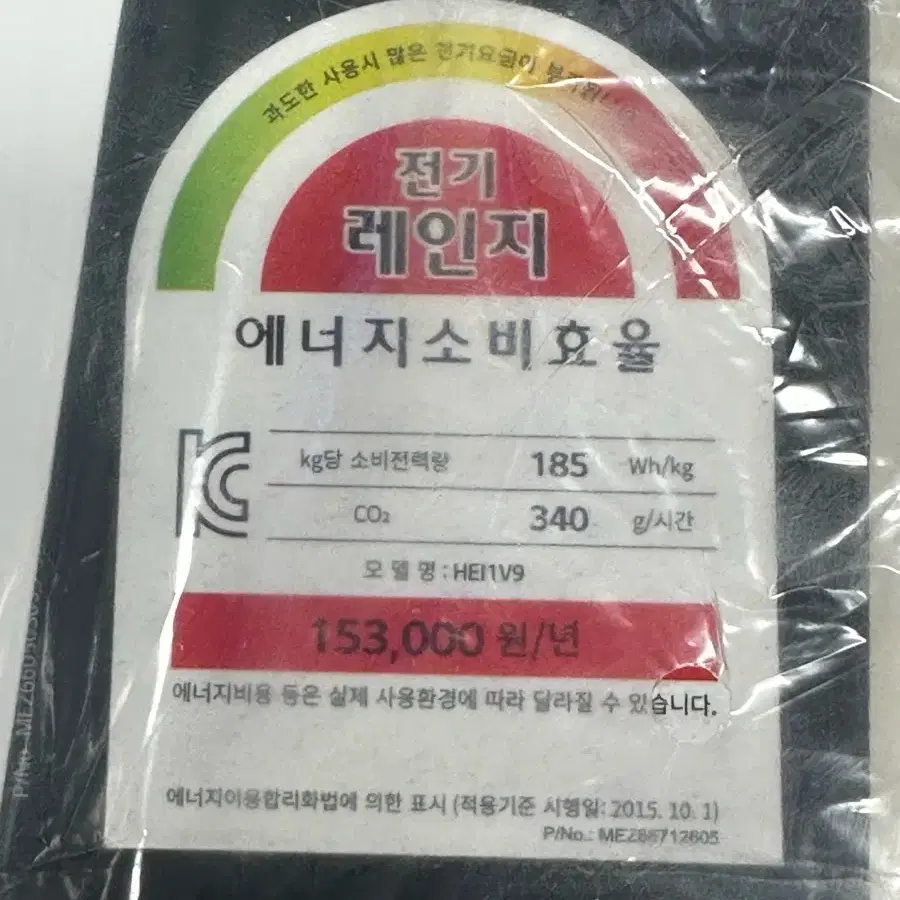 과도한 사용시 많은 전기요금이
전기
레인지
에너지소비효율
KC
kg당 소비전력량 185 Wh/kg
CO₂ 340 g/시간
모델명 : HEI1V9
153,000 원/년
에너지비용 등은 실제 사용환경에 따라 달라질 수 있습니다.
에너지이용합리화법에 의한 표시 (적용기준 시행일: 2015. 10. 1)
P/No.: MEZ66712605
P/No.